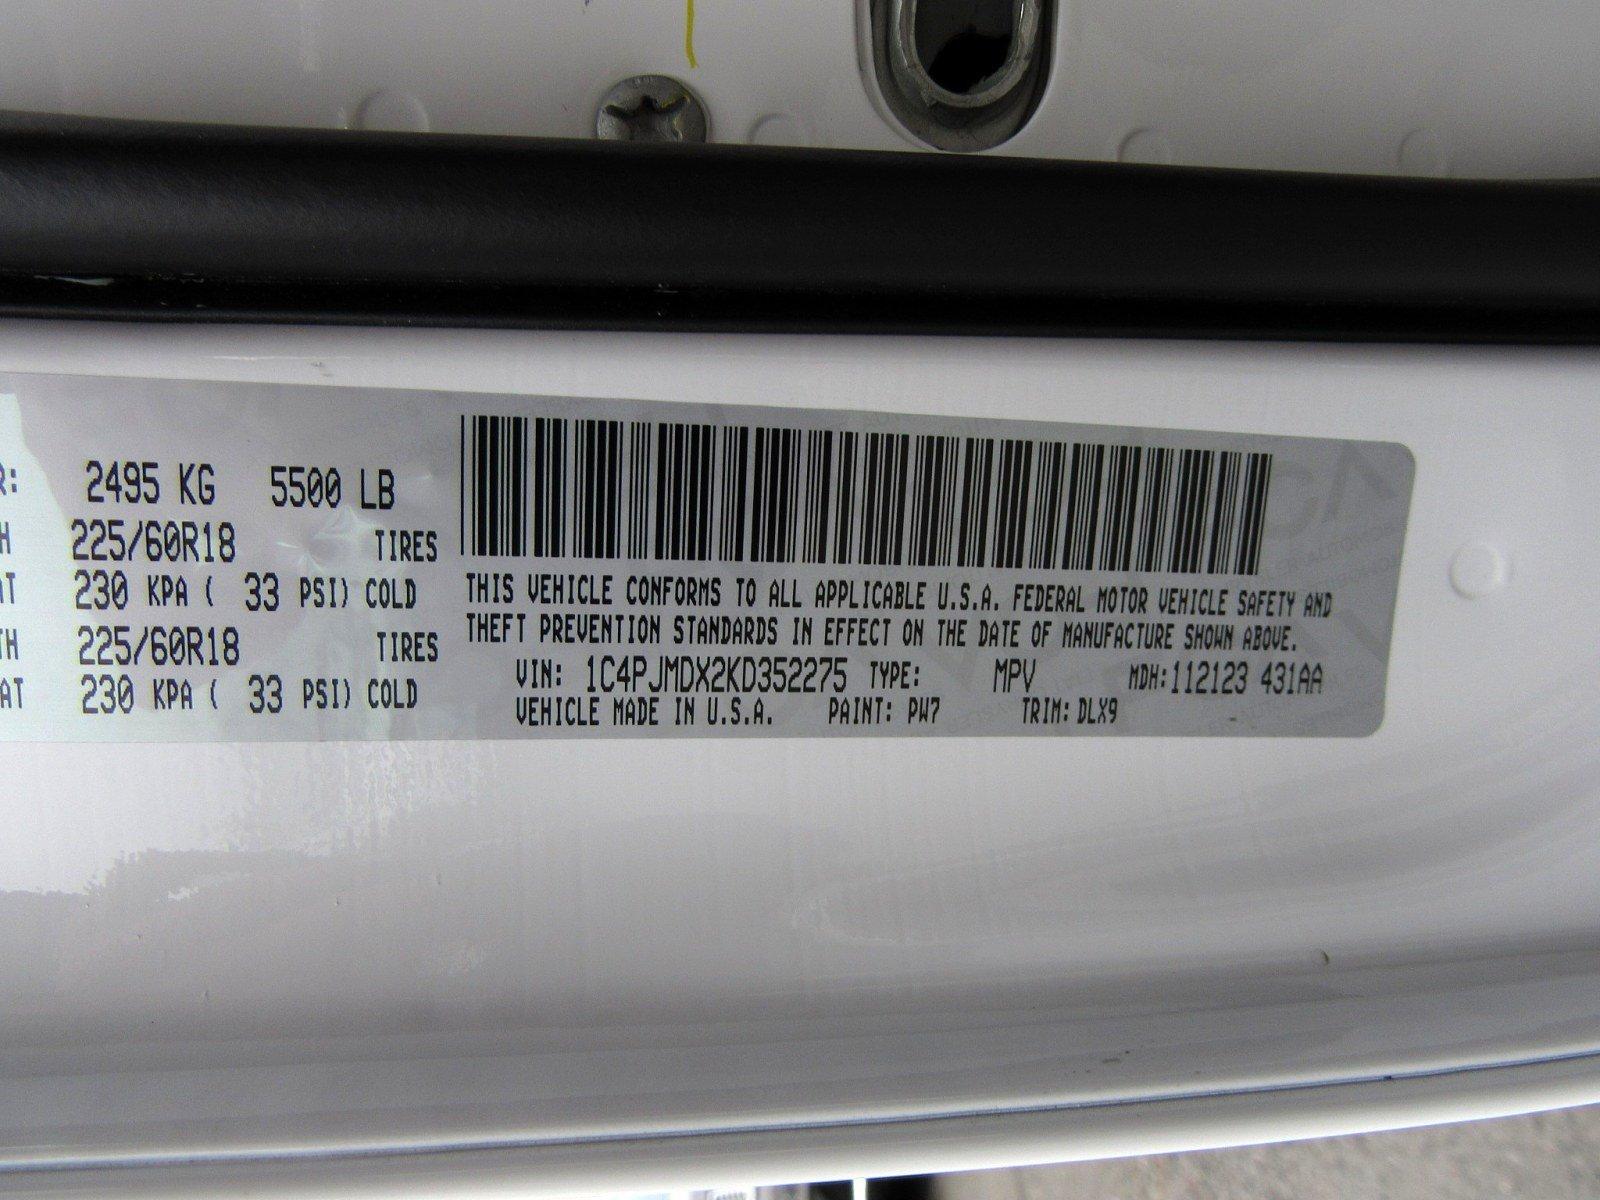 R: 2495 KG 5500 LB
H 225/60R18 TIRES
AT 230 KPA ( 33 PSI) COLD
TH 225/60R18 TIRES
AT 230 KPA ( 33 PSI) COLD
THIS VEHICLE CONFORMS TO ALL APPLICABLE U.S.A. FEDERAL MOTOR VEHICLE SAFETY AND
THEFT PREVENTION STANDARDS IN EFFECT ON THE DATE OF MANUFACTURE SHOWN ABOVE.
VIN: 1C4PJMDX2KD352275 TYPE: MPV MDH:112123 431AA
VEHICLE MADE IN U.S.A. PAINT: PW7 TRIM: DLX9